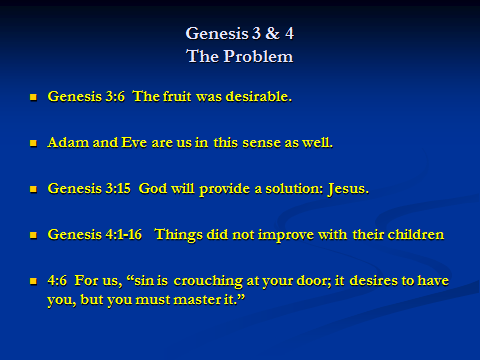 Genesis 3 & 4
The Problem
Genesis 3:6  The fruit was desirable.
Adam and Eve are us in this sense as well.
Genesis 3:15  God will provide a solution: Jesus.
Genesis 4:1-16   Things did not improve with their children
4:6  For us, “sin is crouching at your door; it desires to have
you, but you must master it.”